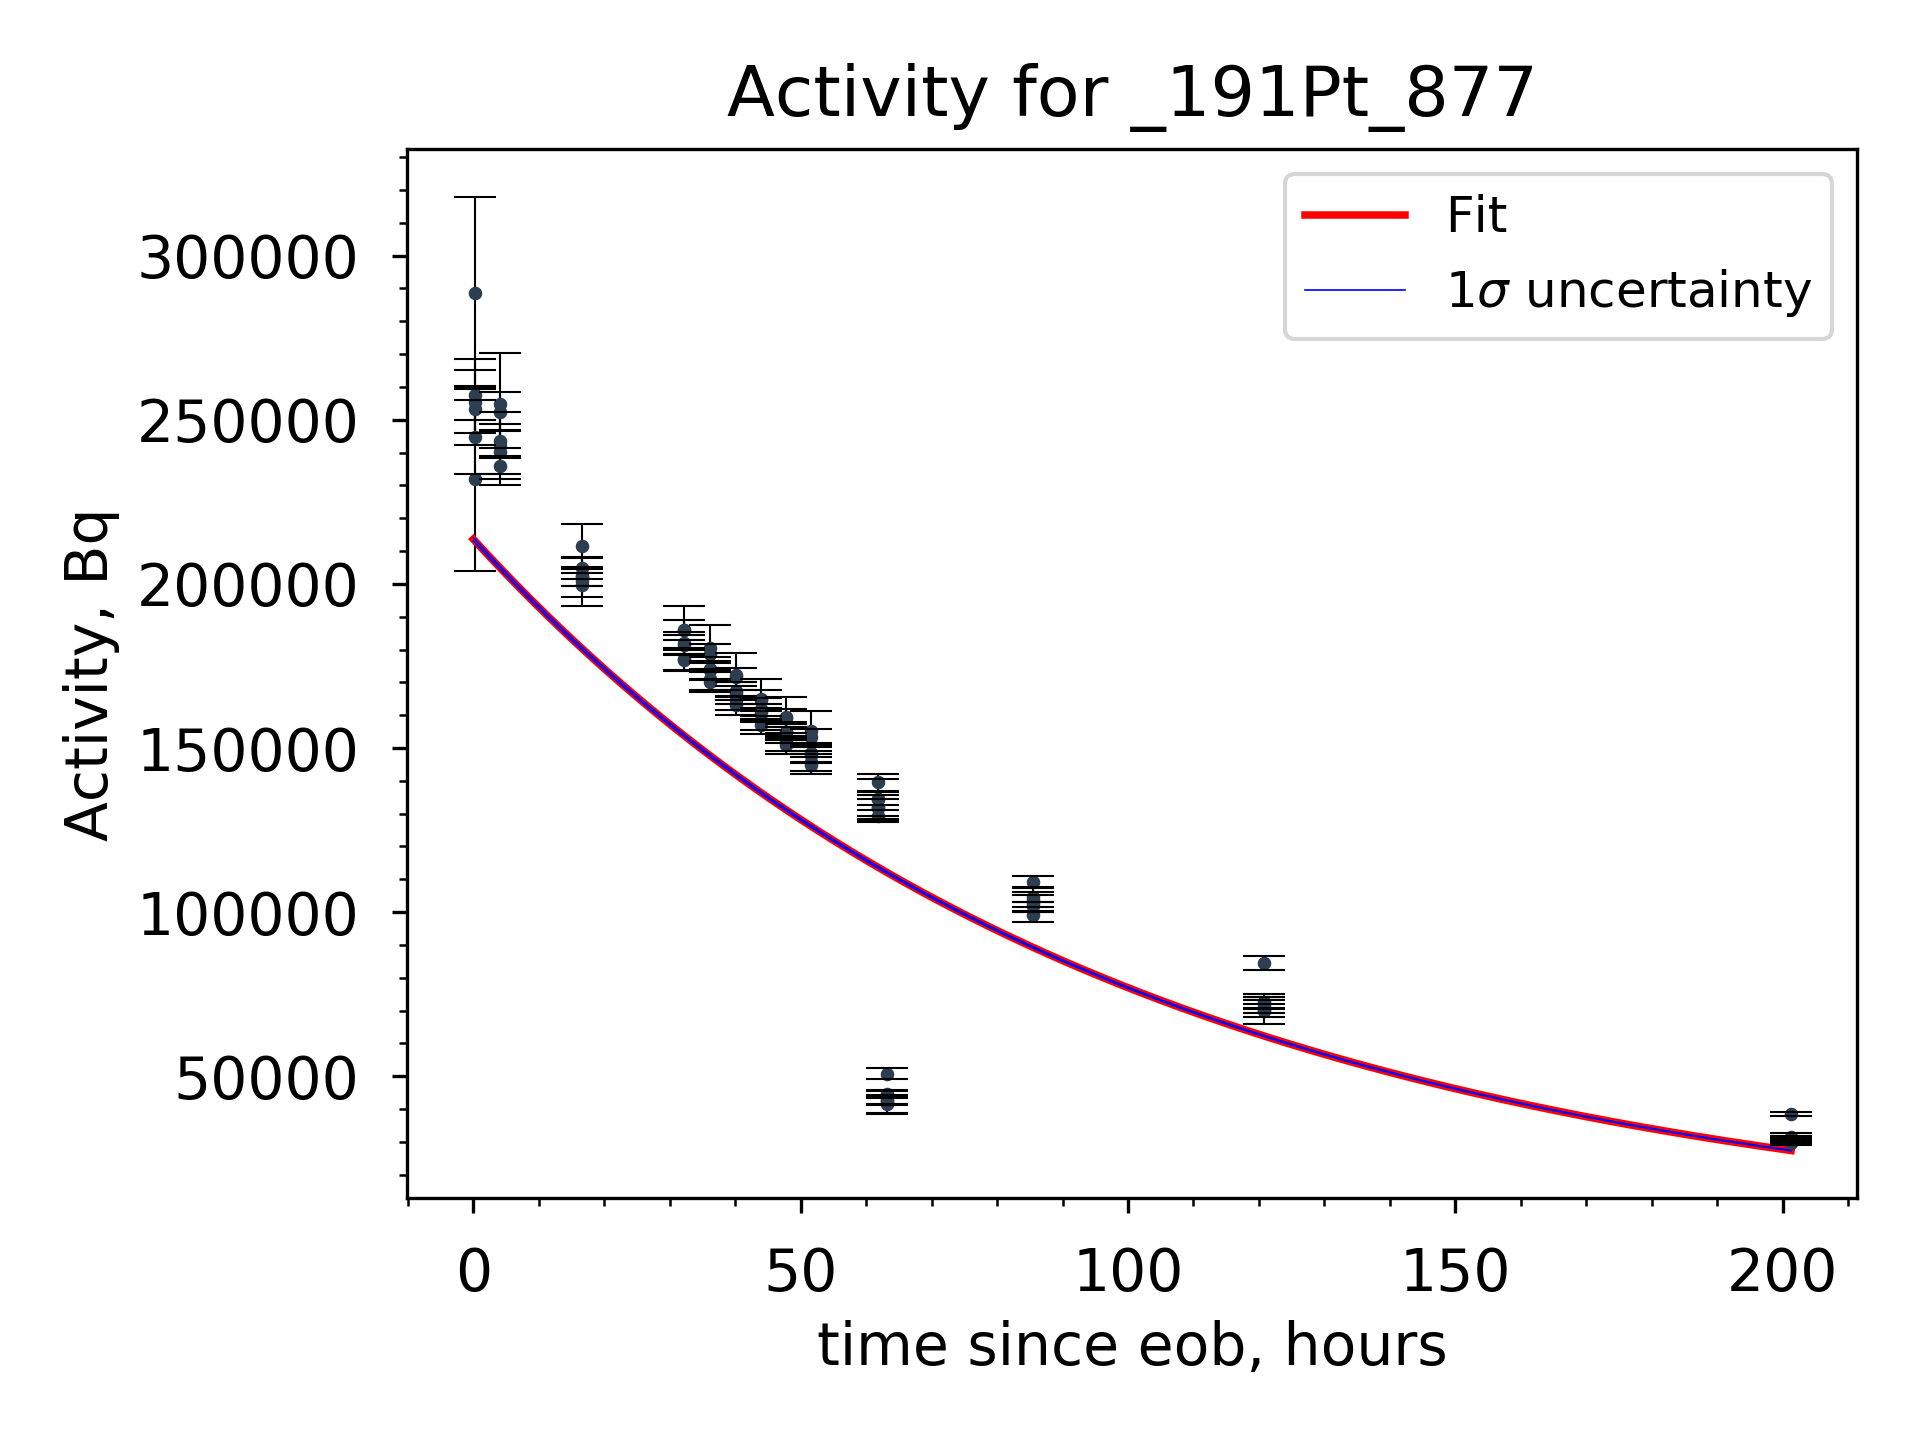 Activity for _191Pt_877
Fit
1σ uncertainty
300000
250000
200000
150000
100000
50000
Activity, Bq
0 50 100 150 200
time since eob, hours